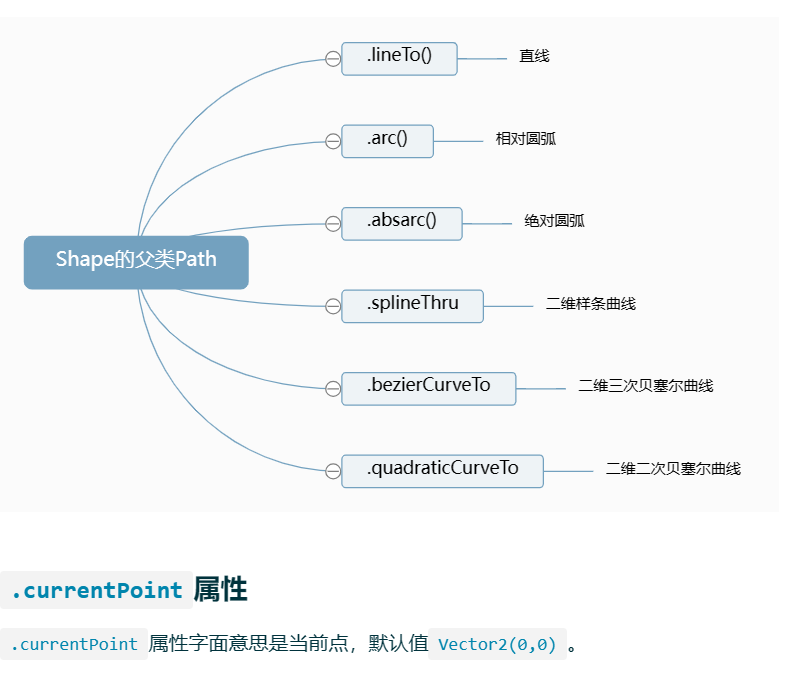 .lineTo() 直线
.arc() 相对圆弧
.absarc() 绝对圆弧
Shape的父类Path
.splineThru 二维样条曲线
.bezierCurveTo 二维三次贝塞尔曲线
.quadraticCurveTo 二维二次贝塞尔曲线
.currentPoint 属性
.currentPoint 属性字面意思是当前点，默认值 Vector2(0,0) 。